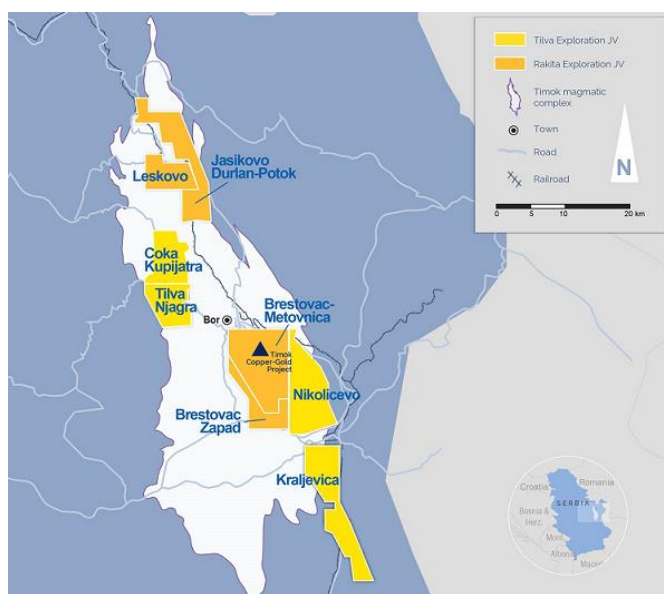 Tilva Exploration JV
Rakita Exploration JV
Timok magmatic
complex
Town
Road
Railroad
N
0 5 10 20 km
Jasikovo
Durlan-Potok
Leskovo
Coka
Kupijatra
Tilva
Njagra
Bor
Brestovac-
Metovnica
Timok
Copper-Gold
Project
Nikolicevo
Brestovac
Zapad
Kraljevica
Croatia
Romania
SERBIA
Bosnia &
Herz.
Mont.
Albania
Maced